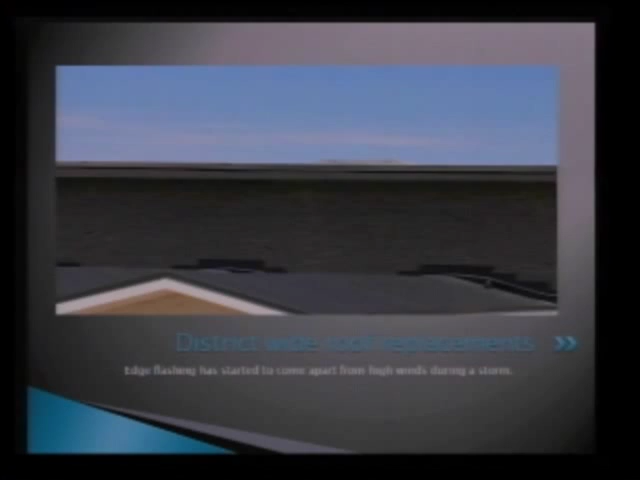 District wide roof replacements
Edge flashing has started to come apart from high winds during a storm.